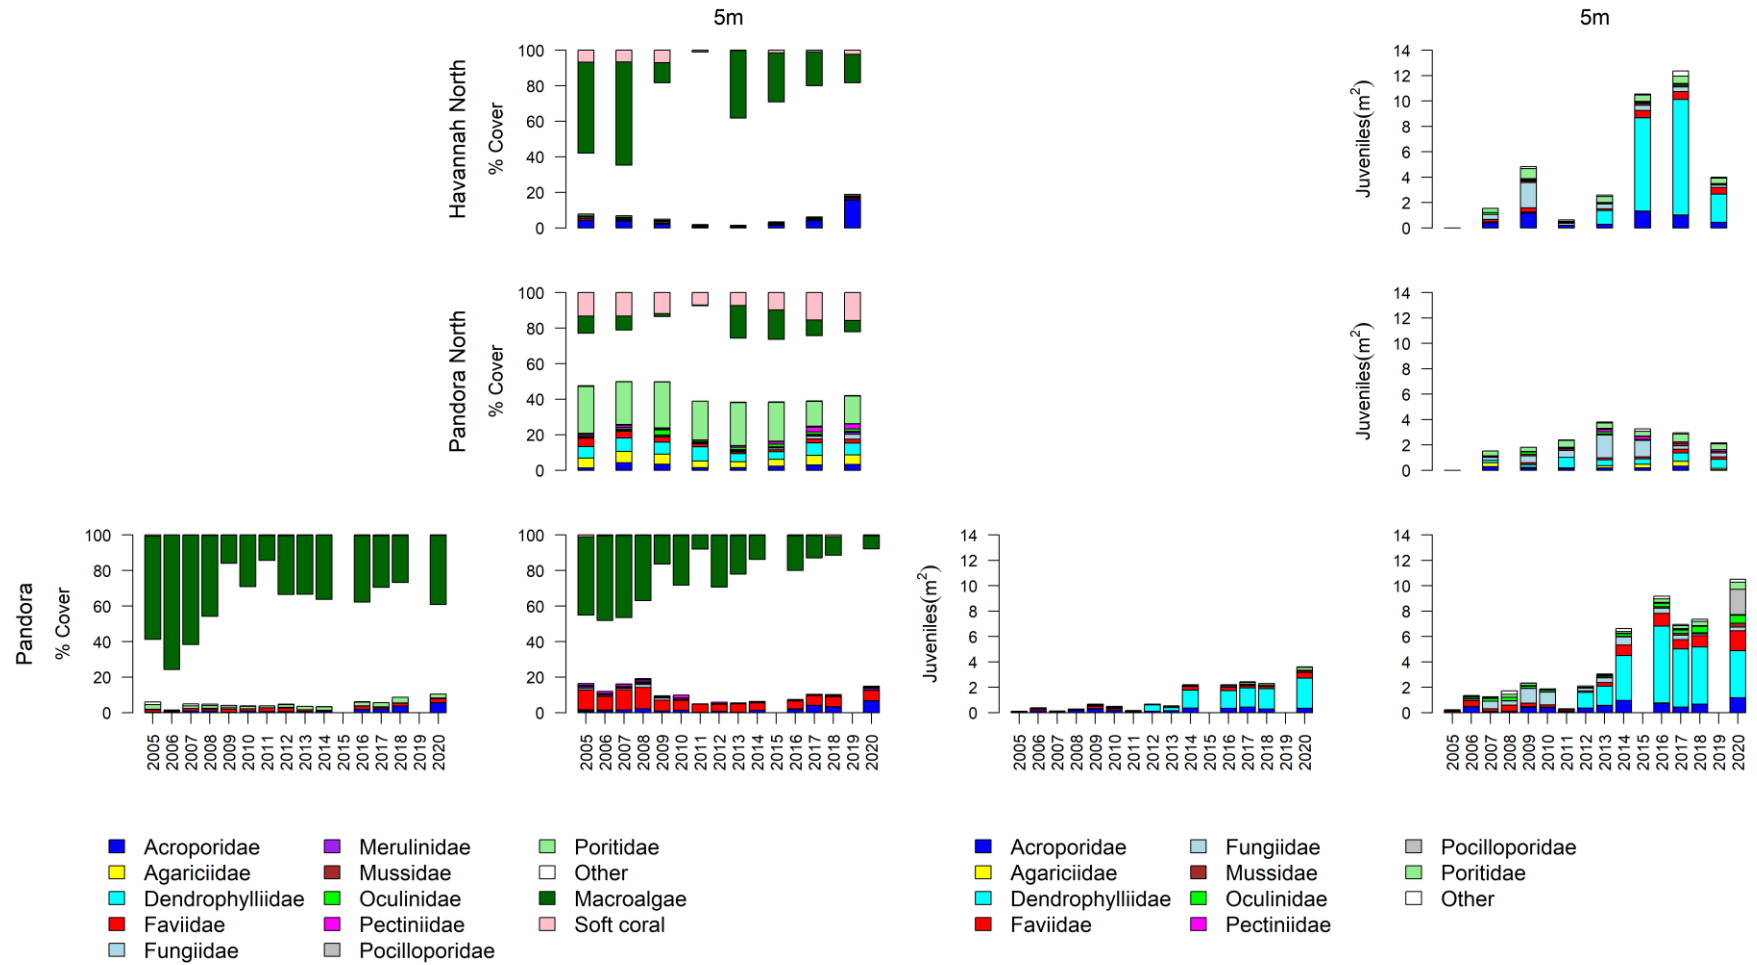 5m
5m
Havannah North
% Cover
100
80
60
40
20
0
Juveniles(m²)
14
12
10
8
6
4
2
0
Pandora North
% Cover
100
80
60
40
20
0
Juveniles(m²)
14
12
10
8
6
4
2
0
Pandora
% Cover
100
80
60
40
20
0
100
80
60
40
20
0
Juveniles(m²)
14
12
10
8
6
4
2
0
14
12
10
8
6
4
2
0
2005 2006 2007 2008 2009 2010 2011 2012 2013 2014 2015 2016 2017 2018 2019 2020
2005 2006 2007 2008 2009 2010 2011 2012 2013 2014 2015 2016 2017 2018 2019 2020
2005 2006 2007 2008 2009 2010 2011 2012 2013 2014 2015 2016 2017 2018 2019 2020
2005 2006 2007 2008 2009 2010 2011 2012 2013 2014 2015 2016 2017 2018 2019 2020
Acroporidae
Agariciidae
Dendrophylliidae
Faviidae
Fungiidae
Merulinidae
Mussidae
Oculinidae
Pectiniidae
Pocilloporidae
Poritidae
Other
Macroalgae
Soft coral
Acroporidae
Agariciidae
Dendrophylliidae
Faviidae
Fungiidae
Mussidae
Oculinidae
Pectiniidae
Pocilloporidae
Poritidae
Other